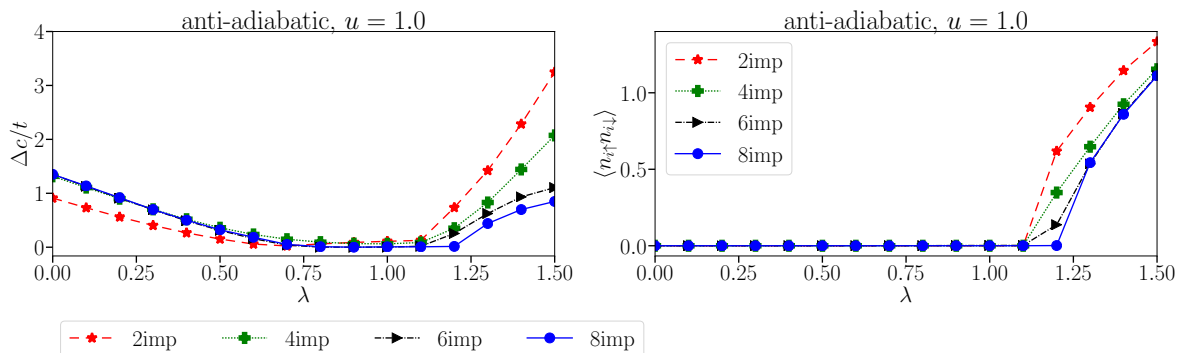 anti-adiabatic, u = 1.0
Δc/t
4
3
2
1
0
0.00 0.25 0.50 0.75 1.00 1.25 1.50
λ
2imp 4imp 6imp 8imp
anti-adiabatic, u = 1.0
⟨n_{i↑}n_{i↓}⟩
1.0
0.5
0.0
2imp
4imp
6imp
8imp
0.00 0.25 0.50 0.75 1.00 1.25 1.50
λ